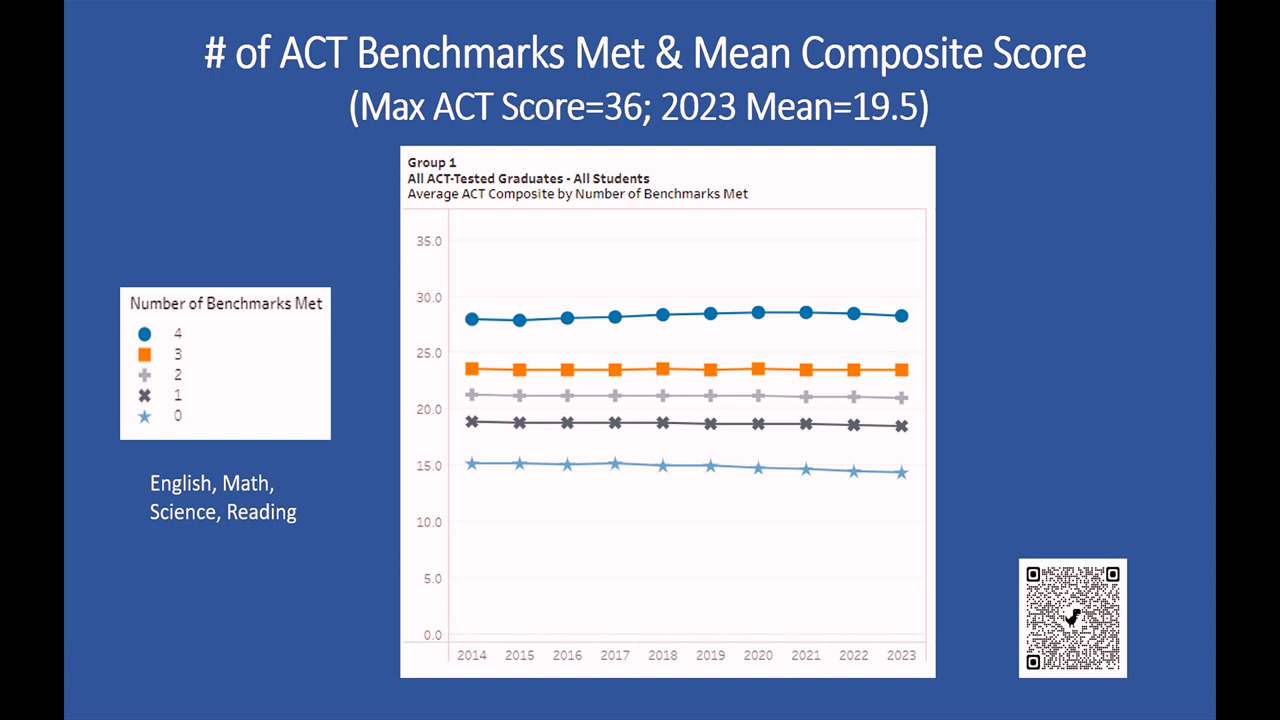 # of ACT Benchmarks Met & Mean Composite Score
(Max ACT Score=36; 2023 Mean=19.5)
Group 1
All ACT-Tested Graduates - All Students
Average ACT Composite by Number of Benchmarks Met
35.0
30.0
25.0
20.0
15.0
10.0
5.0
0.0
2014 2015 2016 2017 2018 2019 2020 2021 2022 2023
Number of Benchmarks Met
4
3
2
1
0
English, Math,
Science, Reading